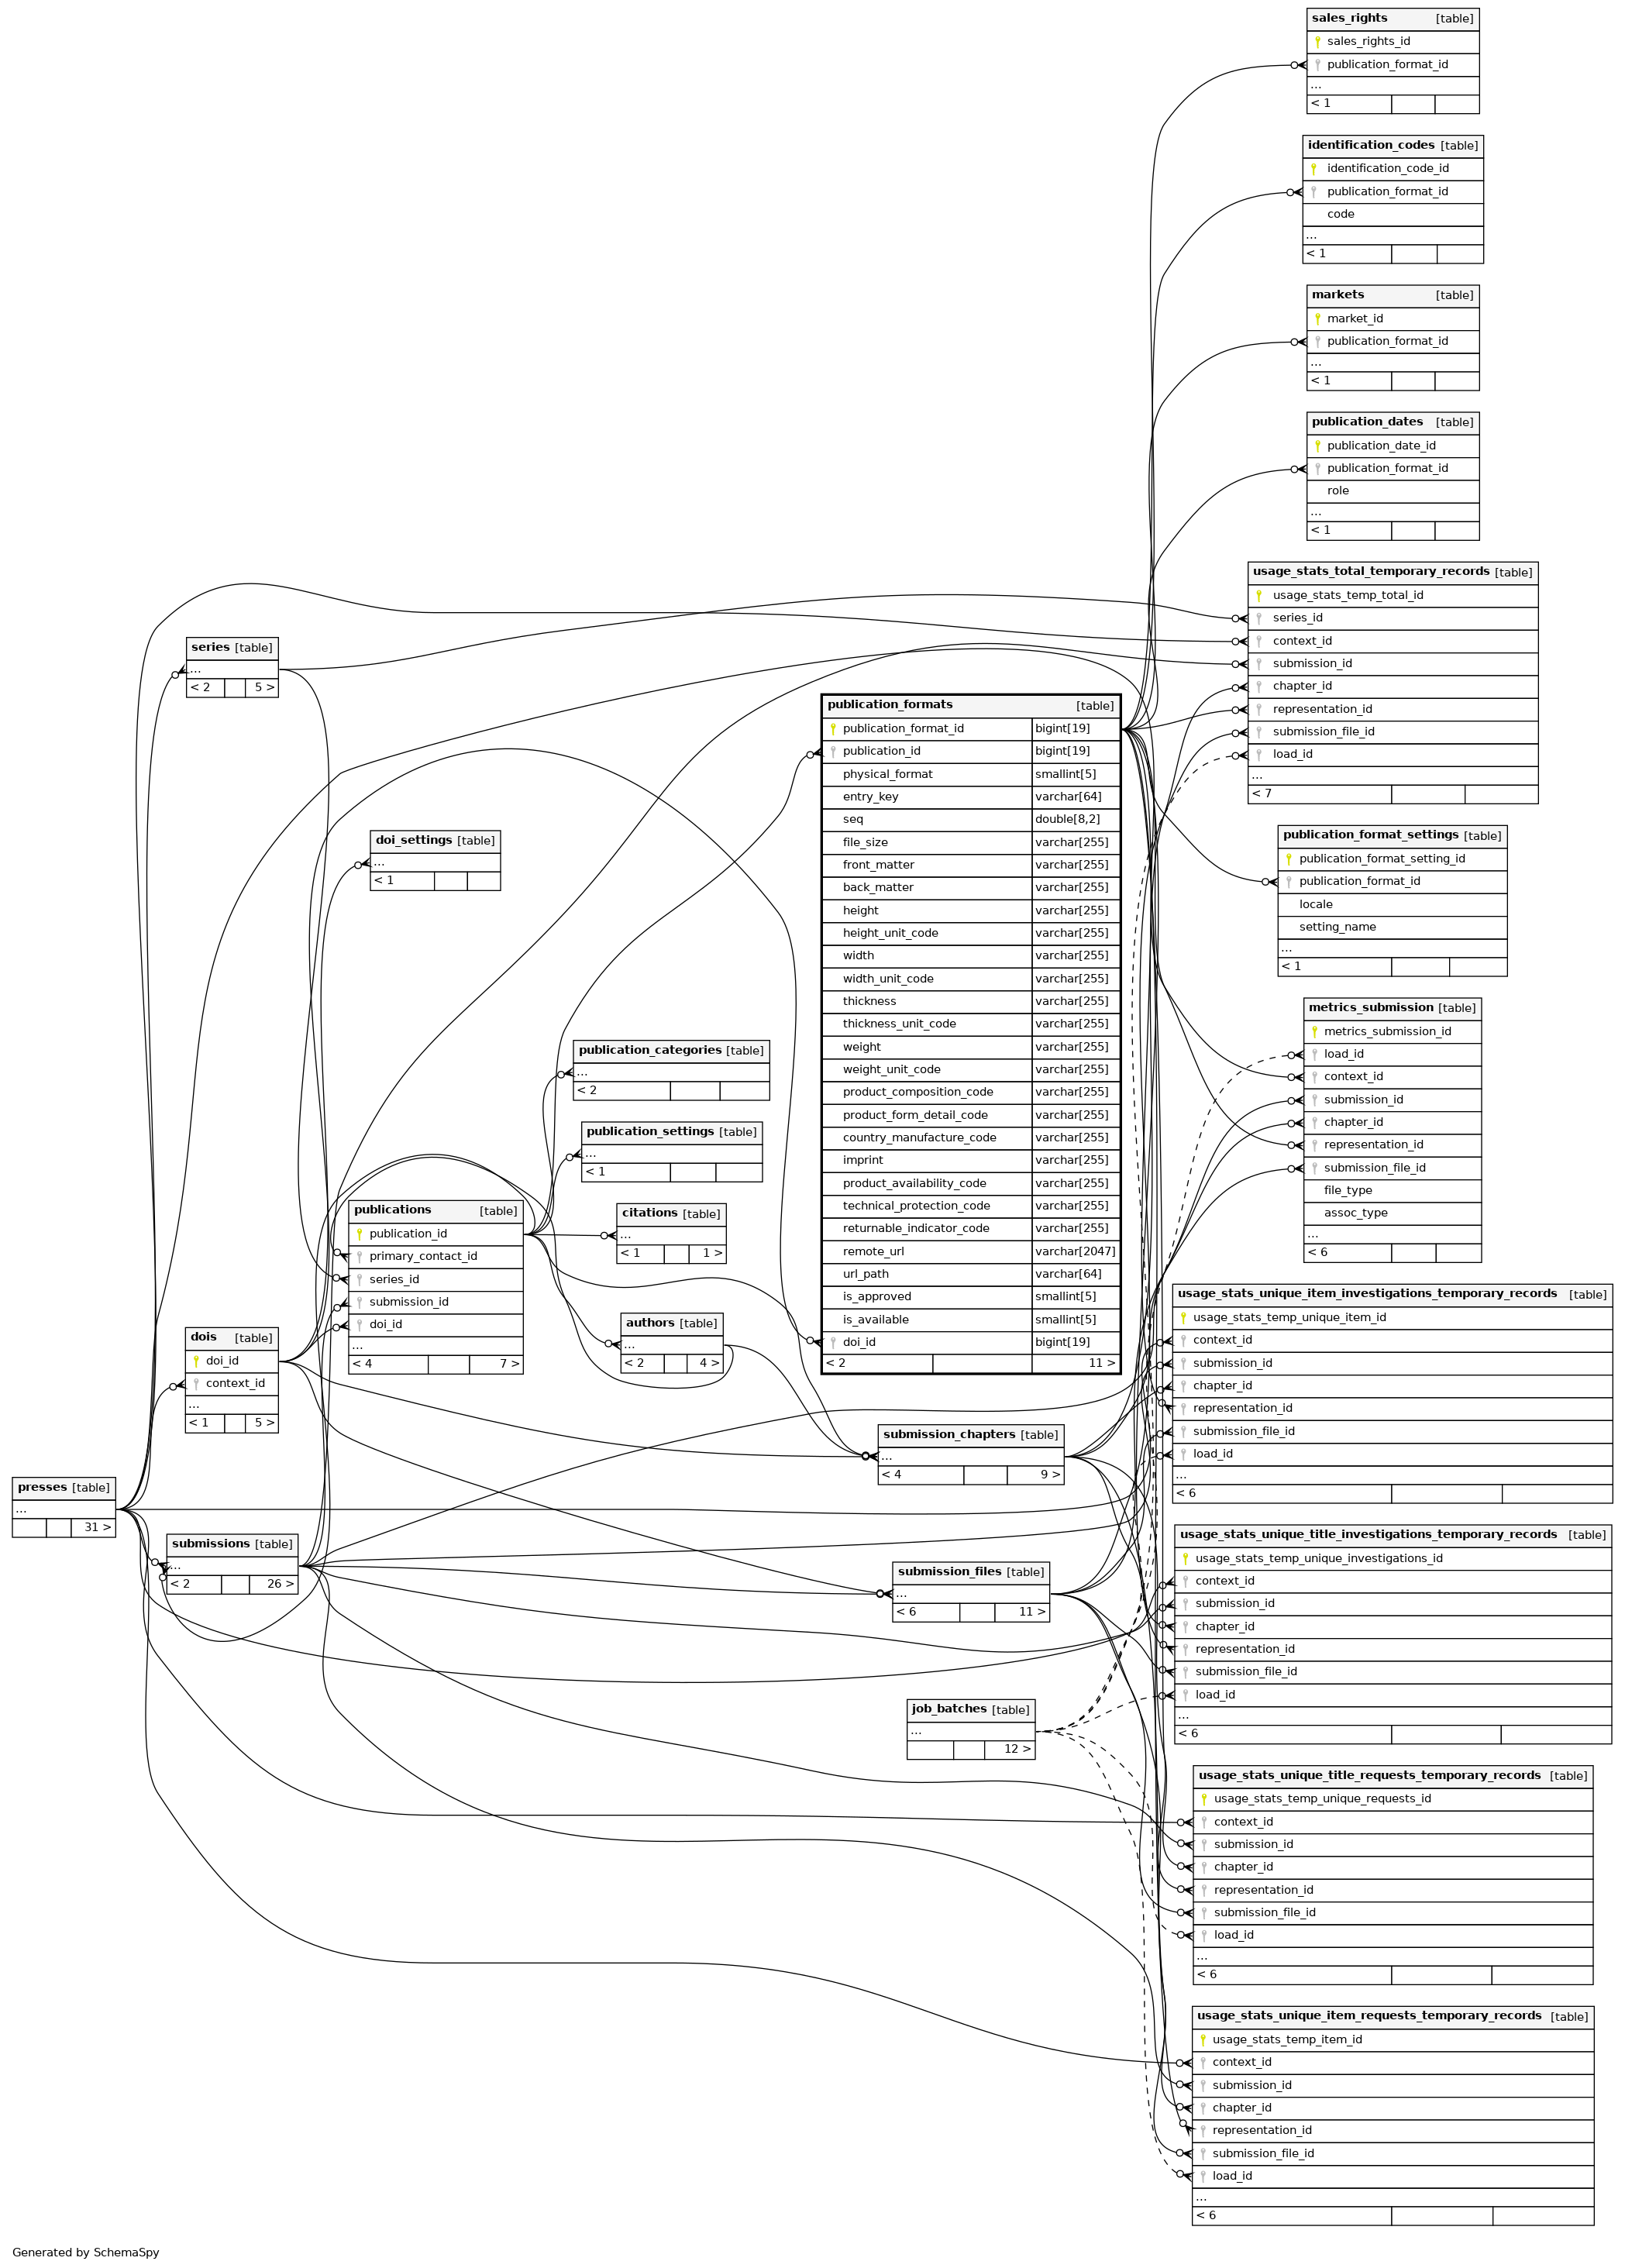 sales_rights [table]
sales_rights_id
publication_format_id
...
< 1
identification_codes [table]
identification_code_id
publication_format_id
code
...
< 1
markets [table]
market_id
publication_format_id
...
< 1
publication_dates [table]
publication_date_id
publication_format_id
role
...
< 1
usage_stats_total_temporary_records [table]
usage_stats_temp_total_id
series_id
context_id
submission_id
chapter_id
representation_id
submission_file_id
load_id
...
< 7
series [table]
...
< 2 5 >
publication_formats [table]
publication_format_id bigint[19]
publication_id bigint[19]
physical_format smallint[5]
entry_key varchar[64]
seq double[8,2]
file_size varchar[255]
front_matter varchar[255]
back_matter varchar[255]
height varchar[255]
height_unit_code varchar[255]
width varchar[255]
width_unit_code varchar[255]
thickness varchar[255]
thickness_unit_code varchar[255]
weight varchar[255]
weight_unit_code varchar[255]
product_composition_code varchar[255]
product_form_detail_code varchar[255]
country_manufacture_code varchar[255]
imprint varchar[255]
product_availability_code varchar[255]
technical_protection_code varchar[255]
returnable_indicator_code varchar[255]
remote_url varchar[2047]
url_path varchar[64]
is_approved smallint[5]
is_available smallint[5]
doi_id bigint[19]
< 2 11 >
doi_settings [table]
...
< 1
publication_format_settings [table]
publication_format_setting_id
publication_format_id
locale
setting_name
...
< 1
metrics_submission [table]
metrics_submission_id
load_id
context_id
submission_id
chapter_id
representation_id
submission_file_id
file_type
assoc_type
...
< 6
publication_categories [table]
...
< 2
publication_settings [table]
...
< 1
publications [table]
publication_id
primary_contact_id
series_id
submission_id
doi_id
...
< 4 7 >
citations [table]
...
< 1 1 >
authors [table]
...
< 2 4 >
dois [table]
doi_id
context_id
...
< 1 5 >
usage_stats_unique_item_investigations_temporary_records [table]
usage_stats_temp_unique_item_id
context_id
submission_id
chapter_id
representation_id
submission_file_id
load_id
...
< 6
submission_chapters [table]
...
< 4 9 >
presses [table]
...
31 >
submissions [table]
...
< 2 26 >
submission_files [table]
...
< 6 11 >
usage_stats_unique_title_investigations_temporary_records [table]
usage_stats_temp_unique_investigations_id
context_id
submission_id
chapter_id
representation_id
submission_file_id
load_id
...
< 6
job_batches [table]
...
12 >
usage_stats_unique_title_requests_temporary_records [table]
usage_stats_temp_unique_requests_id
context_id
submission_id
chapter_id
representation_id
submission_file_id
load_id
...
< 6
usage_stats_unique_item_requests_temporary_records [table]
usage_stats_temp_item_id
context_id
submission_id
chapter_id
representation_id
submission_file_id
load_id
...
< 6
Generated by SchemaSpy